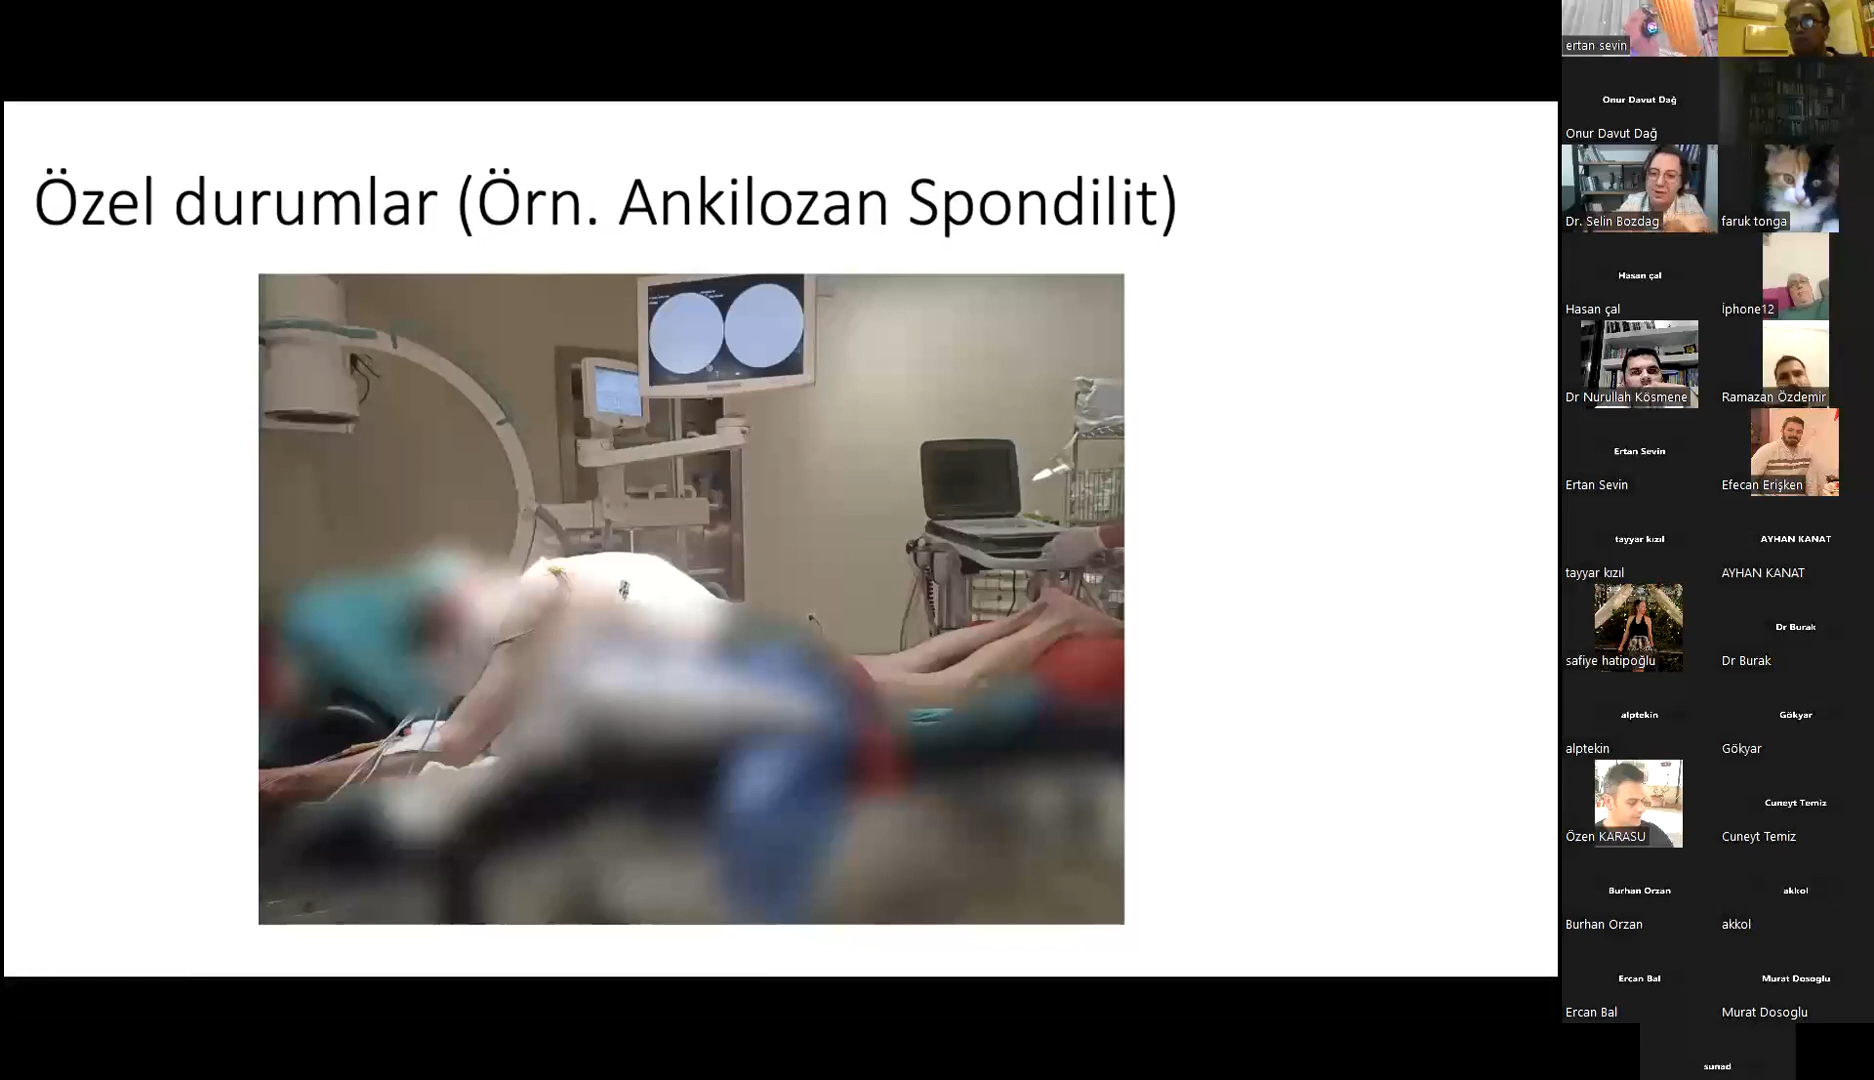 Özel durumlar (Örn. Ankilozan Spondilit)
ertan sevin
Onur Davut Dağ
Onur Davut Dağ
Dr. Selin Bozdag
faruk tonga
Hasan çal
Hasan çal
İphone12
Dr Nurullah Kösmene
Ramazan Özdemir
Ertan Sevin
Ertan Sevin
Efecan Erişken
tayyar kızıl
tayyar kızıl
AYHAN KANAT
AYHAN KANAT
safiye hatipoğlu
Dr Burak
Dr Burak
alptekin
alptekin
Gökyar
Gökyar
Özen KARASU
Cuneyt Temiz
Cuneyt Temiz
Burhan Orzan
Burhan Orzan
akkol
akkol
Ercan Bal
Ercan Bal
Murat Dosoglu
Murat Dosoglu
sunad